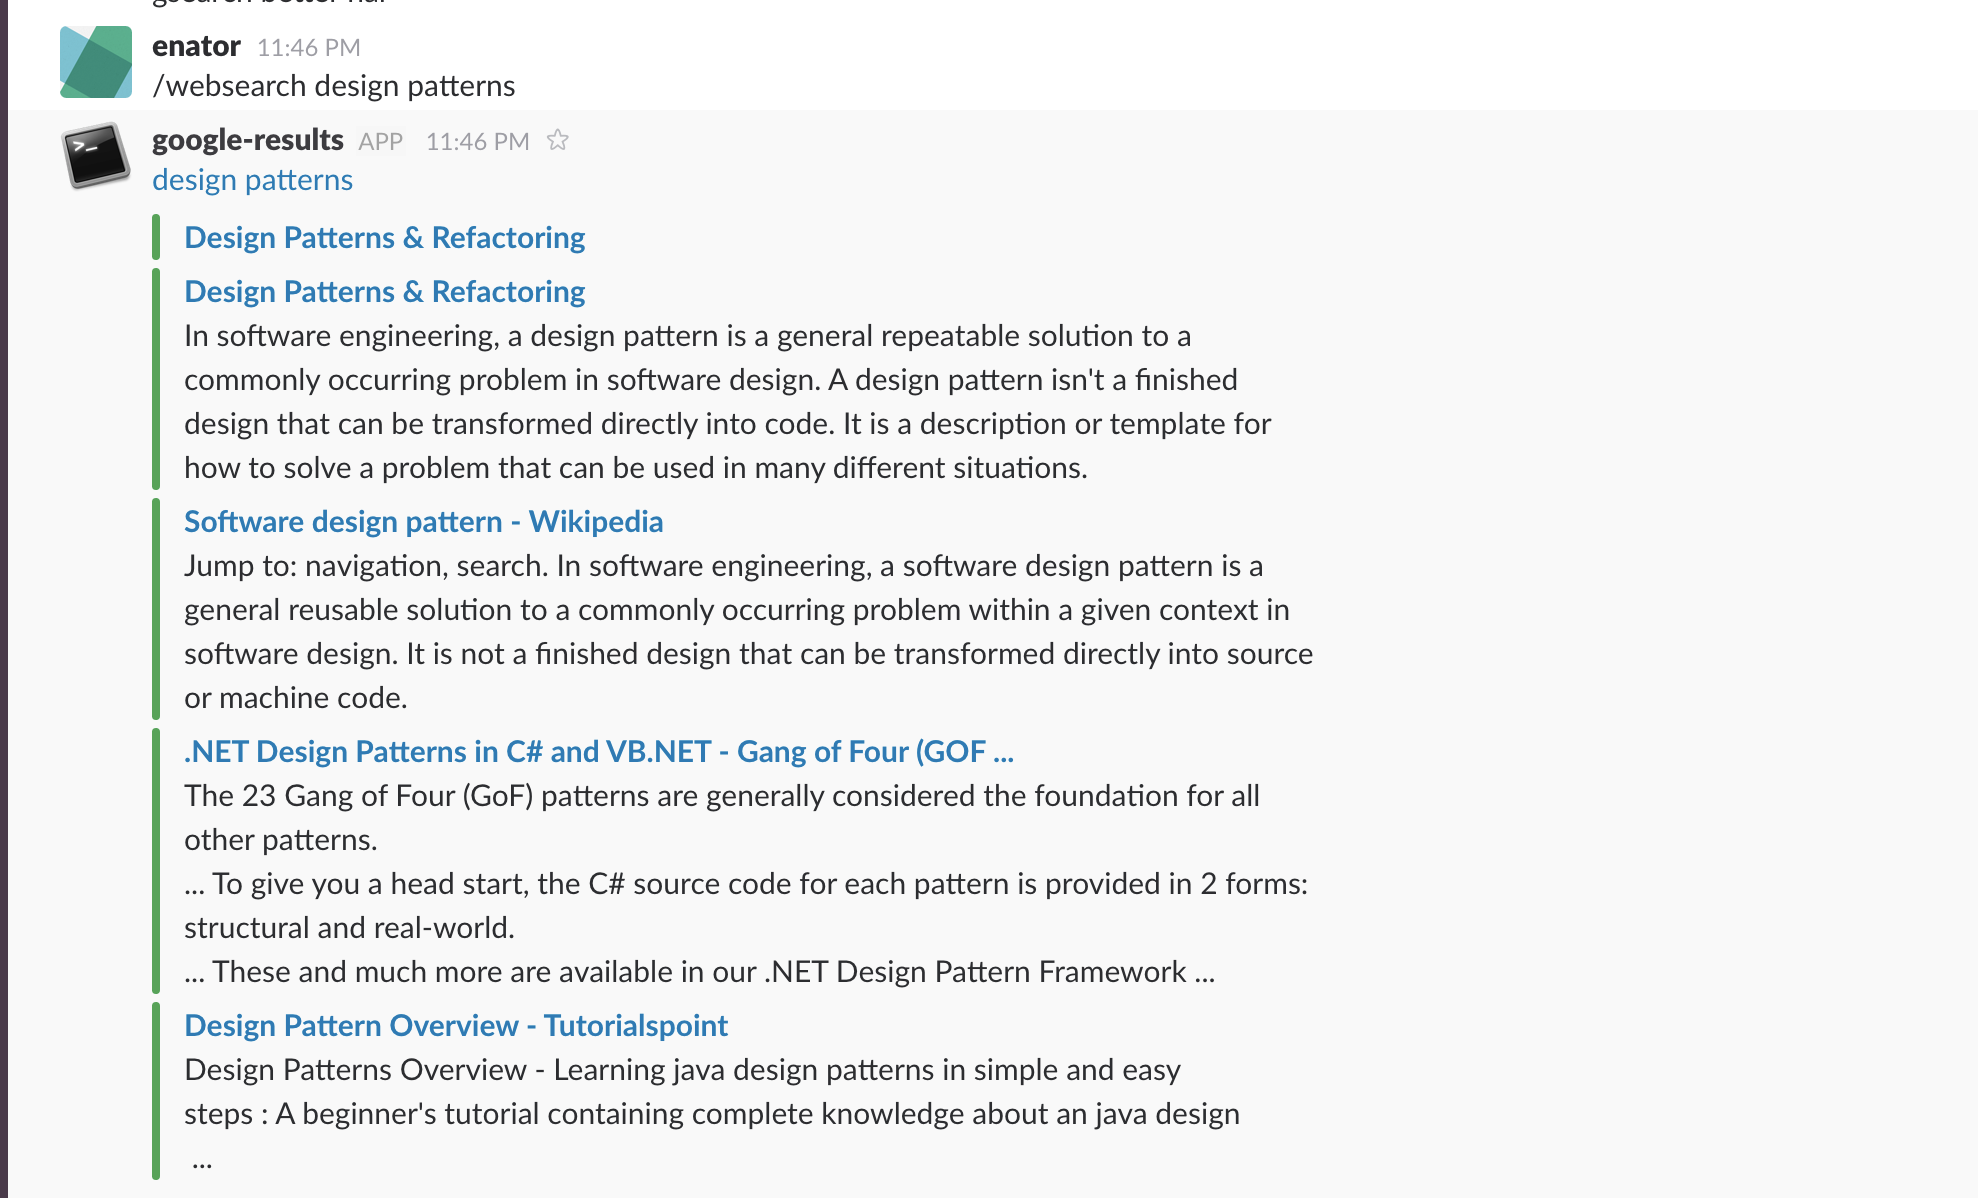 enator 11:46 PM
/websearch design patterns
google-results APP 11:46 PM
design patterns
Design Patterns & Refactoring
Design Patterns & Refactoring
In software engineering, a design pattern is a general repeatable solution to a
commonly occurring problem in software design. A design pattern isn't a finished
design that can be transformed directly into code. It is a description or template for
how to solve a problem that can be used in many different situations.
Software design pattern - Wikipedia
Jump to: navigation, search. In software engineering, a software design pattern is a
general reusable solution to a commonly occurring problem within a given context in
software design. It is not a finished design that can be transformed directly into source
or machine code.
.NET Design Patterns in C# and VB.NET - Gang of Four (GOF ...
The 23 Gang of Four (GoF) patterns are generally considered the foundation for all
other patterns.
... To give you a head start, the C# source code for each pattern is provided in 2 forms:
structural and real-world.
... These and much more are available in our .NET Design Pattern Framework ...
Design Pattern Overview - Tutorialspoint
Design Patterns Overview - Learning java design patterns in simple and easy
steps : A beginner's tutorial containing complete knowledge about an java design
...